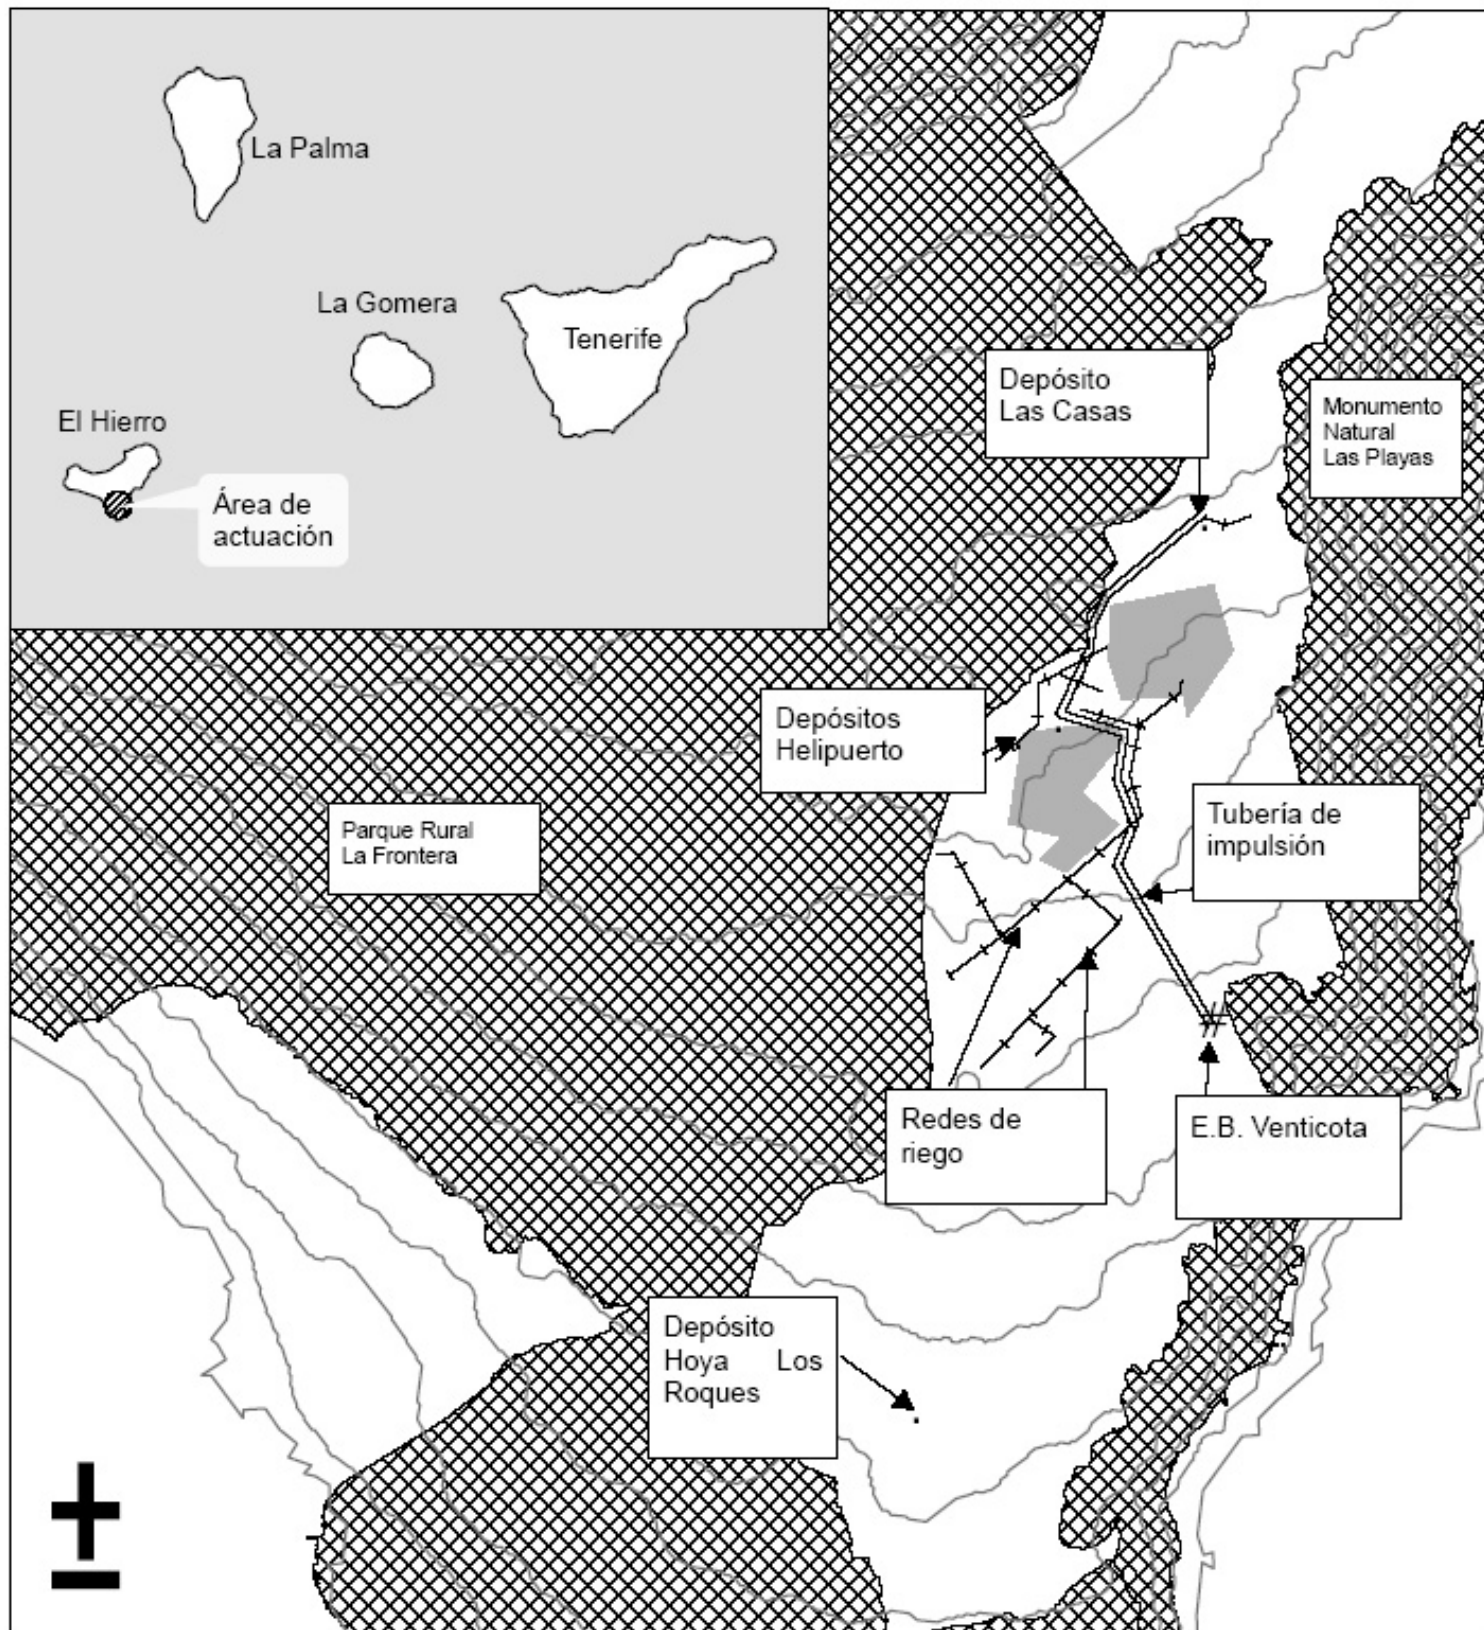 La Palma
La Gomera
Tenerife
El Hierro
Área de
actuación
Depósito
Las Casas
Monumento
Natural
Las Playas
Depósitos
Helipuerto
Tubería de
impulsión
Parque Rural
La Frontera
Redes de
riego
E.B. Venticota
Depósito
Hoya Los
Roques